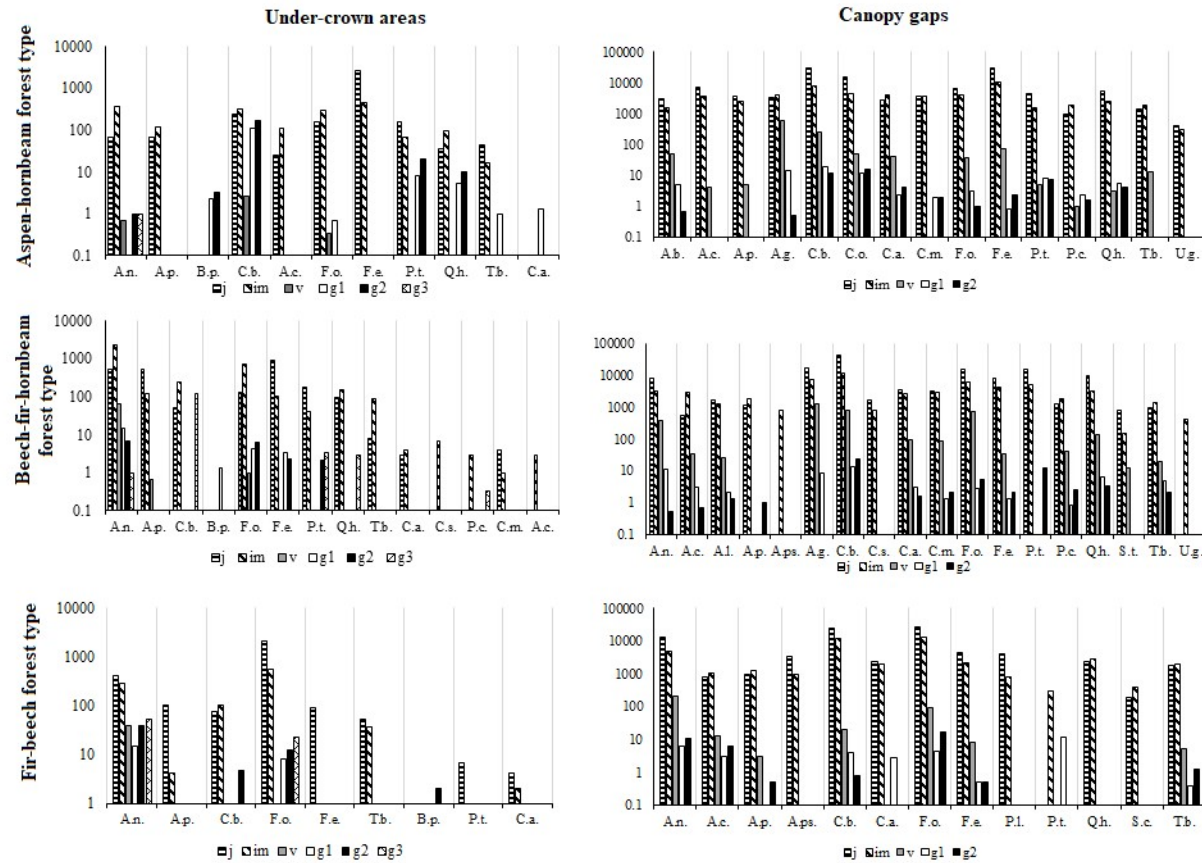 Under-crown areas
Canopy gaps
Aspen-hornbeam forest type
10000
1000
100
10
1
0.1
A.n. A.p. B.p. C.b. A.c. F.o. F.e. P.t. Q.h. T.b. C.a.
j im v g1 g2 g3
100000
10000
1000
100
10
1
0.1
A.b. A.c. A.p. A.g. C.b. C.o. C.a. C.m. F.o. F.e. P.t. P.c. Q.h. T.b. U.g.
j im v g1 g2
Beech-fir-hornbeam
forest type
10000
1000
100
10
1
0.1
A.n. A.p. C.b. B.p. F.o. F.e. P.t. Q.h. T.b. C.a. C.s. P.c. C.m. A.c.
j im v g1 g2 g3
100000
10000
1000
100
10
1
0.1
A.n. A.c. A.l. A.p. A.ps. A.g. C.b. C.s. C.a. C.m. F.o. F.e. P.t. P.c. Q.h. S.t. T.b. U.g.
j im v g1 g2
Fir-beech forest type
10000
1000
100
10
1
A.n. A.p. C.b. F.o. F.e. T.b. B.p. P.t. C.a.
j im v g1 g2 g3
100000
10000
1000
100
10
1
0.1
A.n. A.c. A.p. A.ps. C.b. C.a. F.o. F.e. P.l. P.t. Q.h. S.c. T.b.
j im v g1 g2